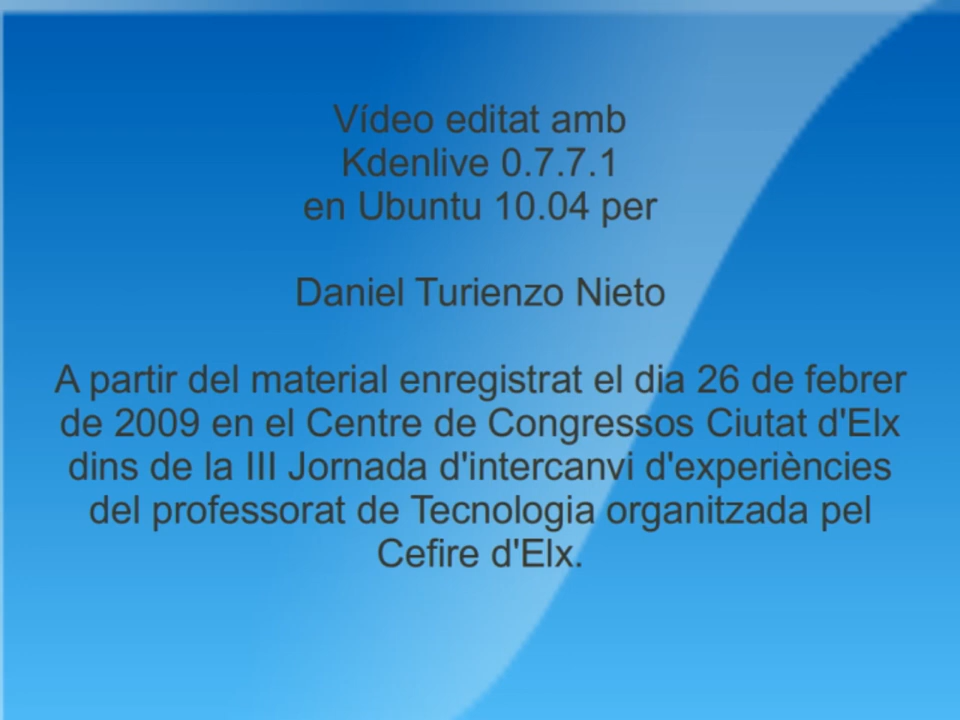 Vídeo editat amb
Kdenlive 0.7.7.1
en Ubuntu 10.04 per
Daniel Turienzo Nieto
A partir del material enregistrat el dia 26 de febrer
de 2009 en el Centre de Congressos Ciutat d'Elx
dins de la III Jornada d'intercanvi d'experiències
del professorat de Tecnologia organitzada pel
Cefire d'Elx.